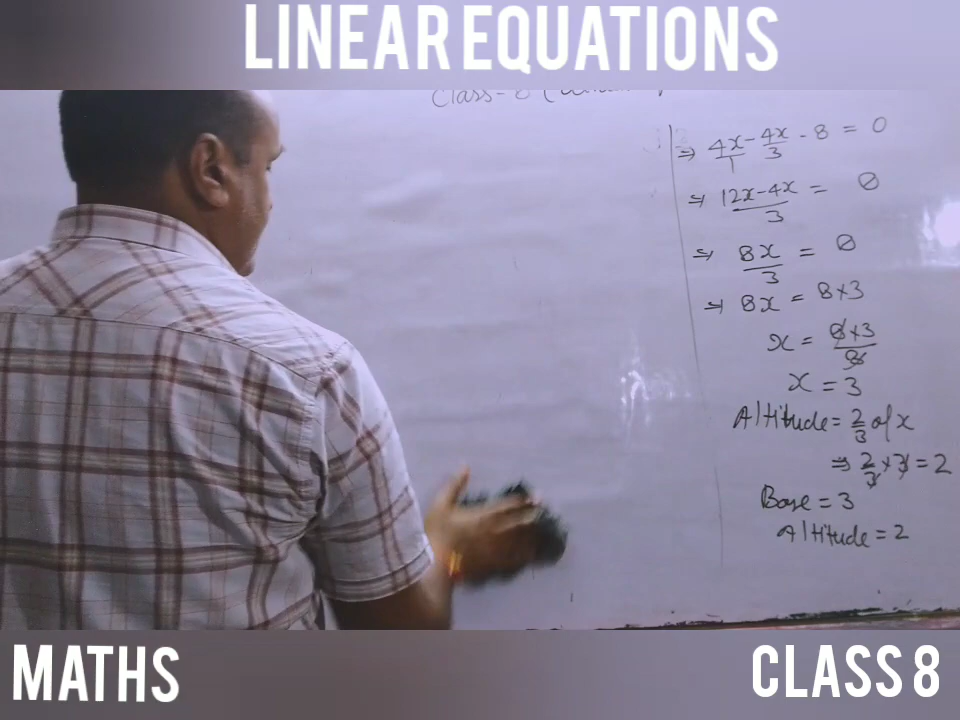 LINEAR EQUATIONS
Class-8
⇒ 4x/1 - 4x/3 - 8 = 0
⇒ 12x-4x/3 = 8
⇒ 8x/3 = 8
⇒ 8x = 8×3
x = 8×3/8
x = 3
Altitude = 2/3 of x
⇒ 2/3 × 3 = 2
Base = 3
Altitude = 2
MATHS
CLASS 8